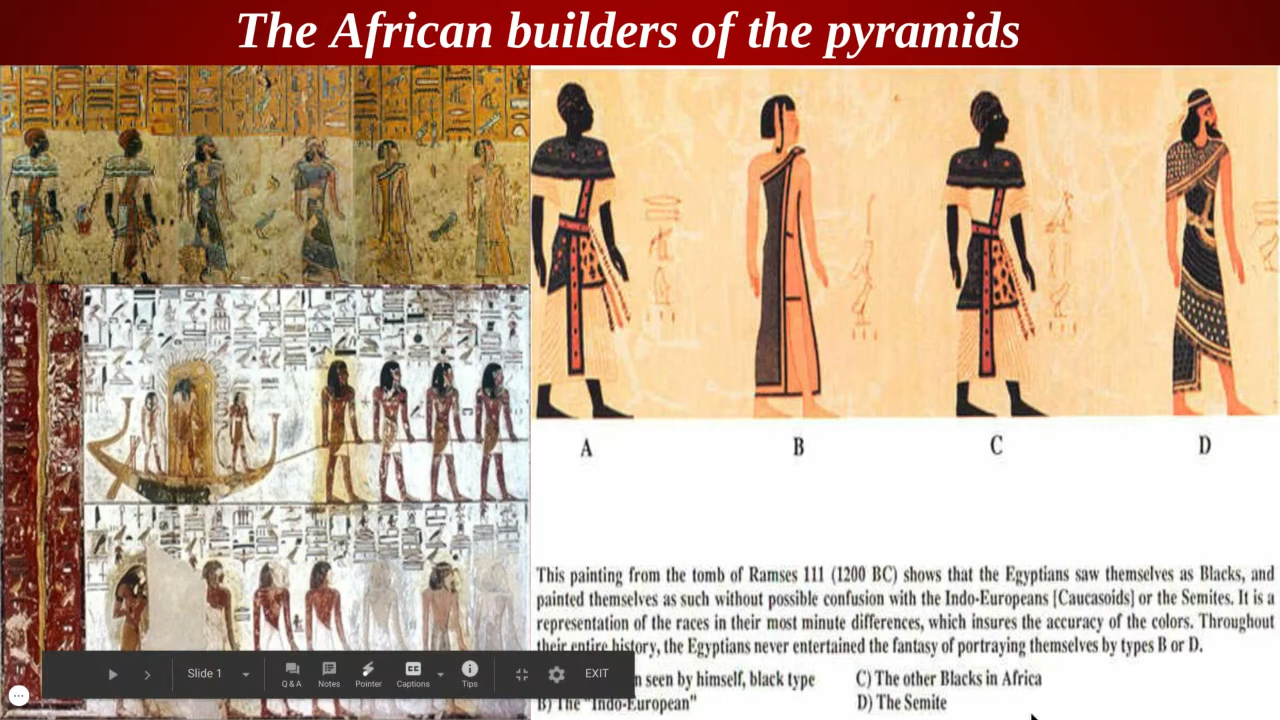 The African builders of the pyramids
A
B
C
D
This painting from the tomb of Ramses 111 (1200 BC) shows that the Egyptians saw themselves as Blacks, and
painted themselves as such without possible confusion with the Indo-Europeans [Caucasoids] or the Semites. It is a
representation of the races in their most minute differences, which insures the accuracy of the colors. Throughout
their entire history, the Egyptians never entertained the fantasy of portraying themselves by types B or D.
seen by himself, black type
C) The other Blacks in Africa
B) The "Indo-European"
D) The Semite
Slide 1
Q & A
Notes
Pointer
CC
Captions
Tips
EXIT